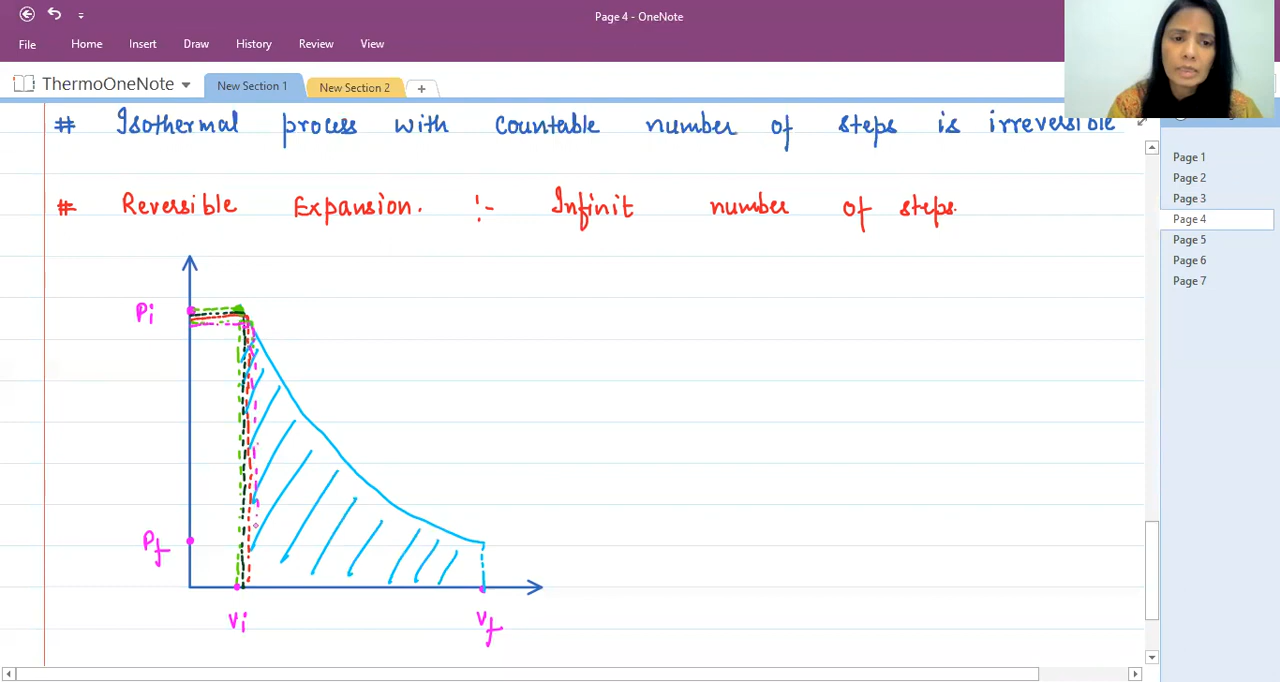 Page 4 - OneNote
File Home Insert Draw History Review View
ThermoOneNote New Section 1 New Section 2 +
# Isothermal process with countable number of steps is irreversible
# Reversible Expansion. :- Infinit number of steps.
Pi
Pf
Vi Vf
Page 1
Page 2
Page 3
Page 4
Page 5
Page 6
Page 7